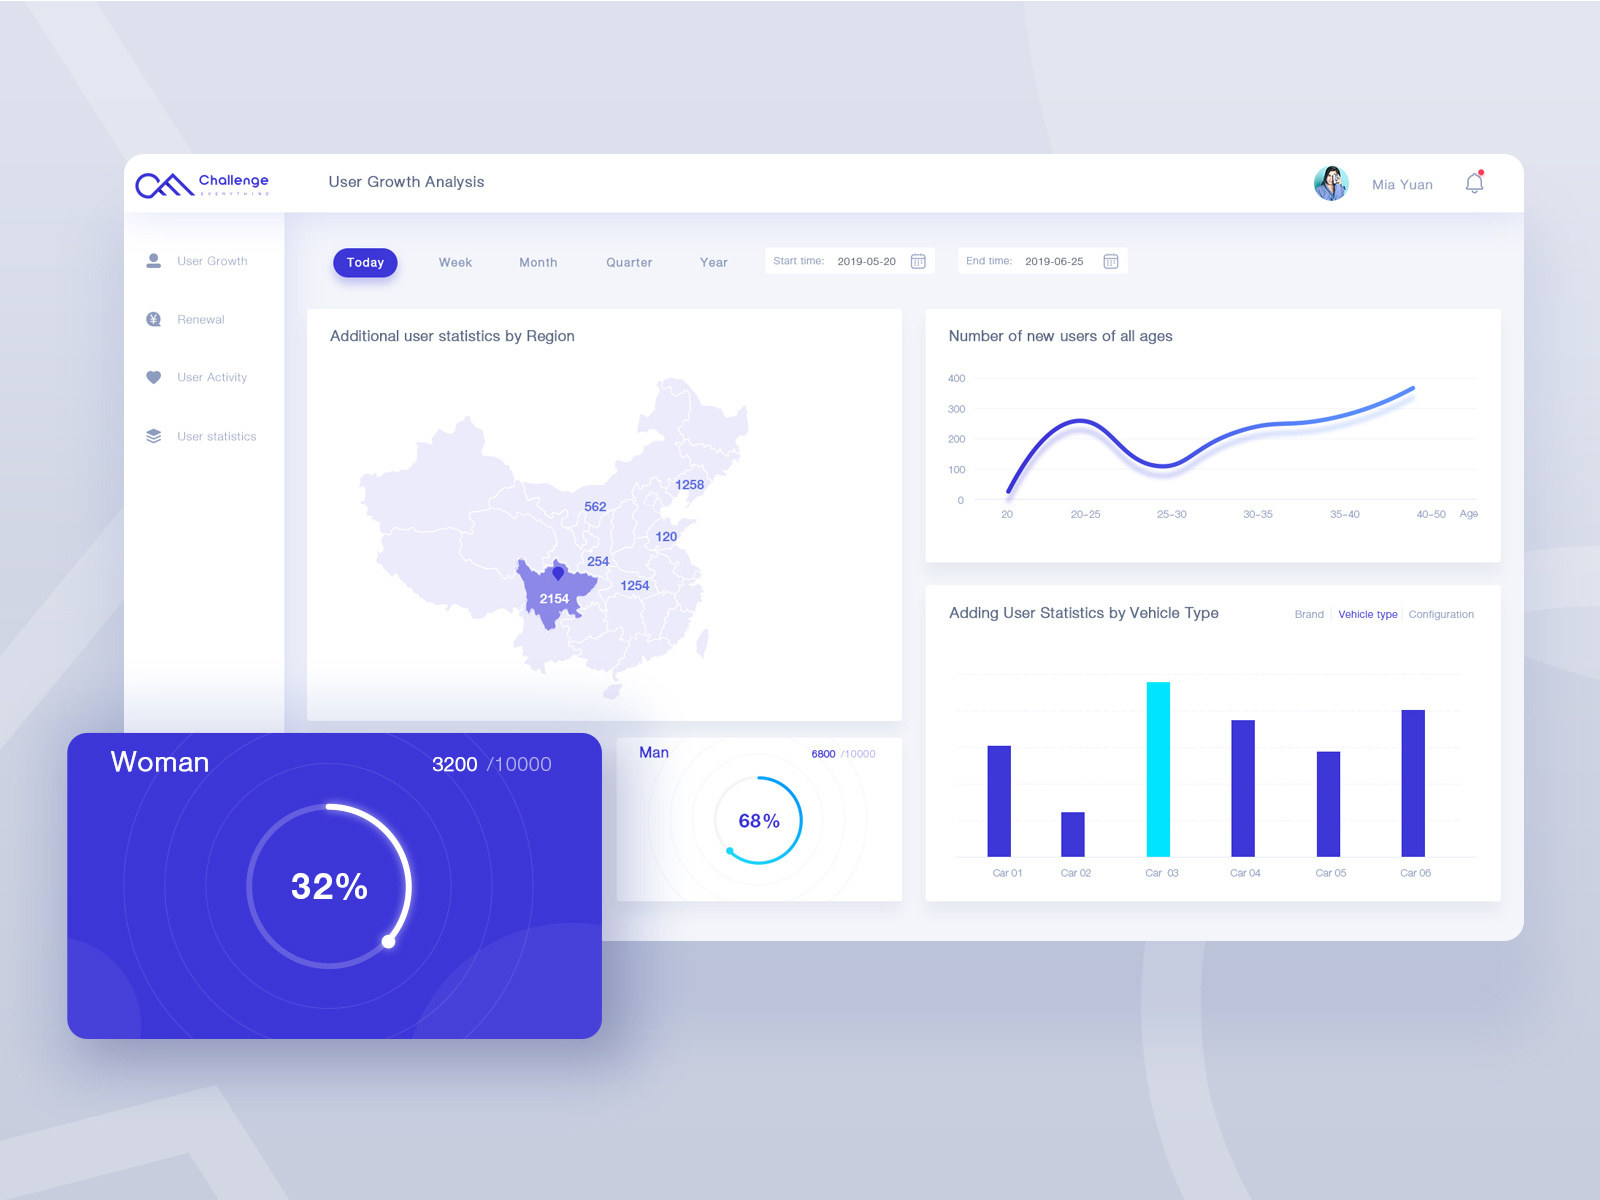 Challenge
EVERYTHING
User Growth Analysis
Mia Yuan
User Growth
Renewal
User Activity
User statistics
Today
Week
Month
Quarter
Year
Start time: 2019-05-20
End time: 2019-06-25
Additional user statistics by Region
1258
562
120
254
1254
2154
Number of new users of all ages
400
300
200
100
0
20 20-25 25-30 30-35 35-40 40-50 Age
Adding User Statistics by Vehicle Type
Brand Vehicle type Configuration
Car 01 Car 02 Car 03 Car 04 Car 05 Car 06
Woman
3200 /10000
32%
Man
6800 /10000
68%